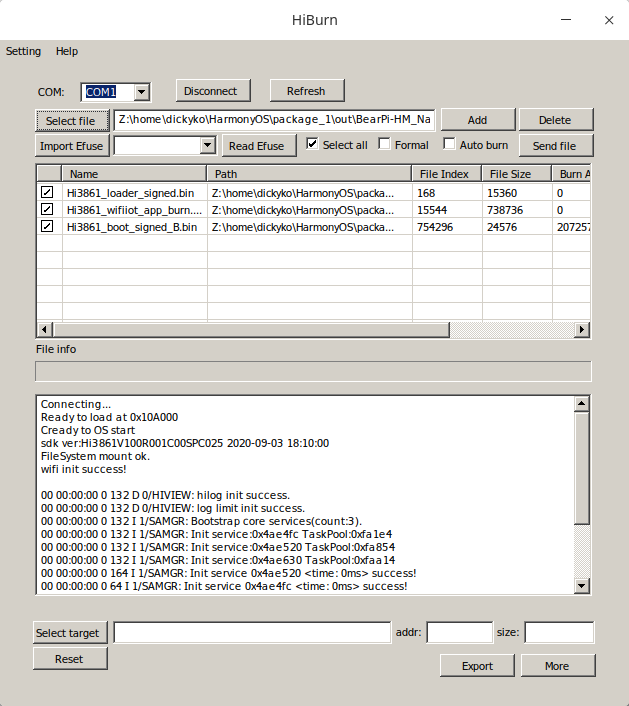 HiBurn
Setting Help
COM: COM1 Disconnect Refresh
Select file Z:\home\dickyko\HarmonyOS\package_1\out\BearPi-HM_Na Add Delete
Import Efuse Read Efuse Select all Formal Auto burn Send file
Name Path File Index File Size Burn A
Hi3861_loader_signed.bin Z:\home\dickyko\HarmonyOS\packa... 168 15360 0
Hi3861_wifiiot_app_burn.... Z:\home\dickyko\HarmonyOS\packa... 15544 738736 0
Hi3861_boot_signed_B.bin Z:\home\dickyko\HarmonyOS\packa... 754296 24576 207257
File info
Connecting...
Ready to load at 0x10A000
Cready to OS start
sdk ver:Hi3861V100R001C00SPC025 2020-09-03 18:10:00
FileSystem mount ok.
wifi init success!
00 00:00:00 0 132 D 0/HIVIEW: hilog init success.
00 00:00:00 0 132 D 0/HIVIEW: log limit init success.
00 00:00:00 0 132 I 1/SAMGR: Bootstrap core services(count:3).
00 00:00:00 0 132 I 1/SAMGR: Init service:0x4ae4fc TaskPool:0xfa1e4
00 00:00:00 0 132 I 1/SAMGR: Init service:0x4ae520 TaskPool:0xfa854
00 00:00:00 0 132 I 1/SAMGR: Init service:0x4ae630 TaskPool:0xfaa14
00 00:00:00 0 164 I 1/SAMGR: Init service 0x4ae520 <time: 0ms> success!
00 00:00:00 0 64 I 1/SAMGR: Init service 0x4ae4fc <time: 0ms> success!
Select target addr: size:
Reset
Export More